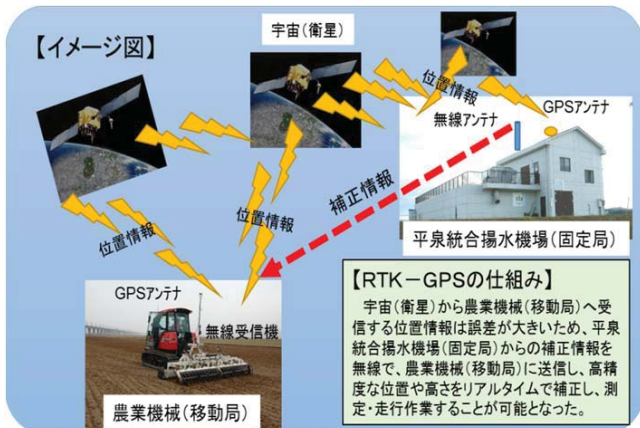 【イメージ図】
宇宙(衛星)
位置情報
GPSアンテナ
無線アンテナ
位置情報
位置情報
補正情報
平泉統合揚水機場(固定局)
GPSアンテナ
無線受信機
農業機械(移動局)
【RTK－GPSの仕組み】
宇宙(衛星)から農業機械(移動局)へ受
信する位置情報は誤差が大きいため、平泉
統合揚水機場(固定局)からの補正情報を
無線で、農業機械(移動局)に送信し、高精
度な位置や高さをリアルタイムで補正し、測
定・走行作業することが可能となった。